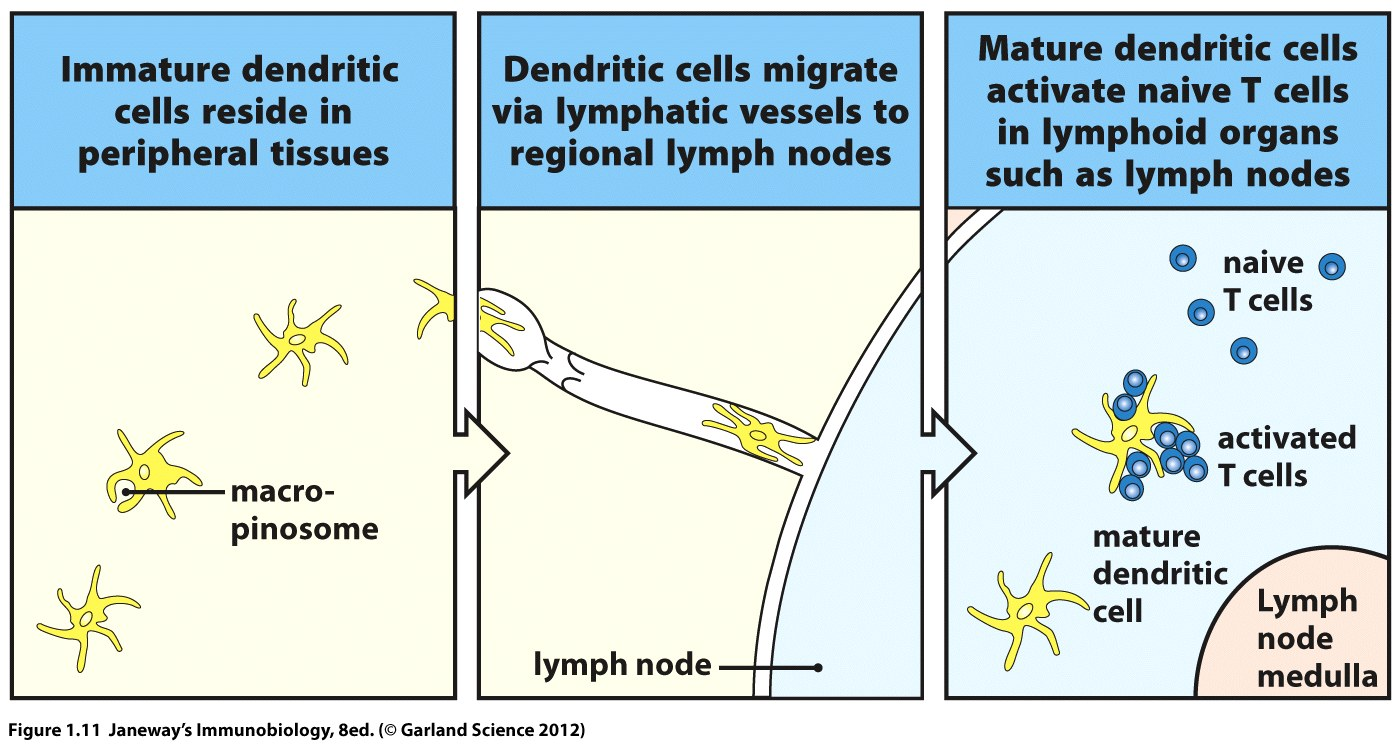 Immature dendritic
cells reside in
peripheral tissues
macro-
pinosome
Dendritic cells migrate
via lymphatic vessels to
regional lymph nodes
lymph node
Mature dendritic cells
activate naive T cells
in lymphoid organs
such as lymph nodes
naive
T cells
activated
T cells
mature
dendritic
cell
Lymph
node
medulla
Figure 1.11 Janeway’s Immunobiology, 8ed. (© Garland Science 2012)